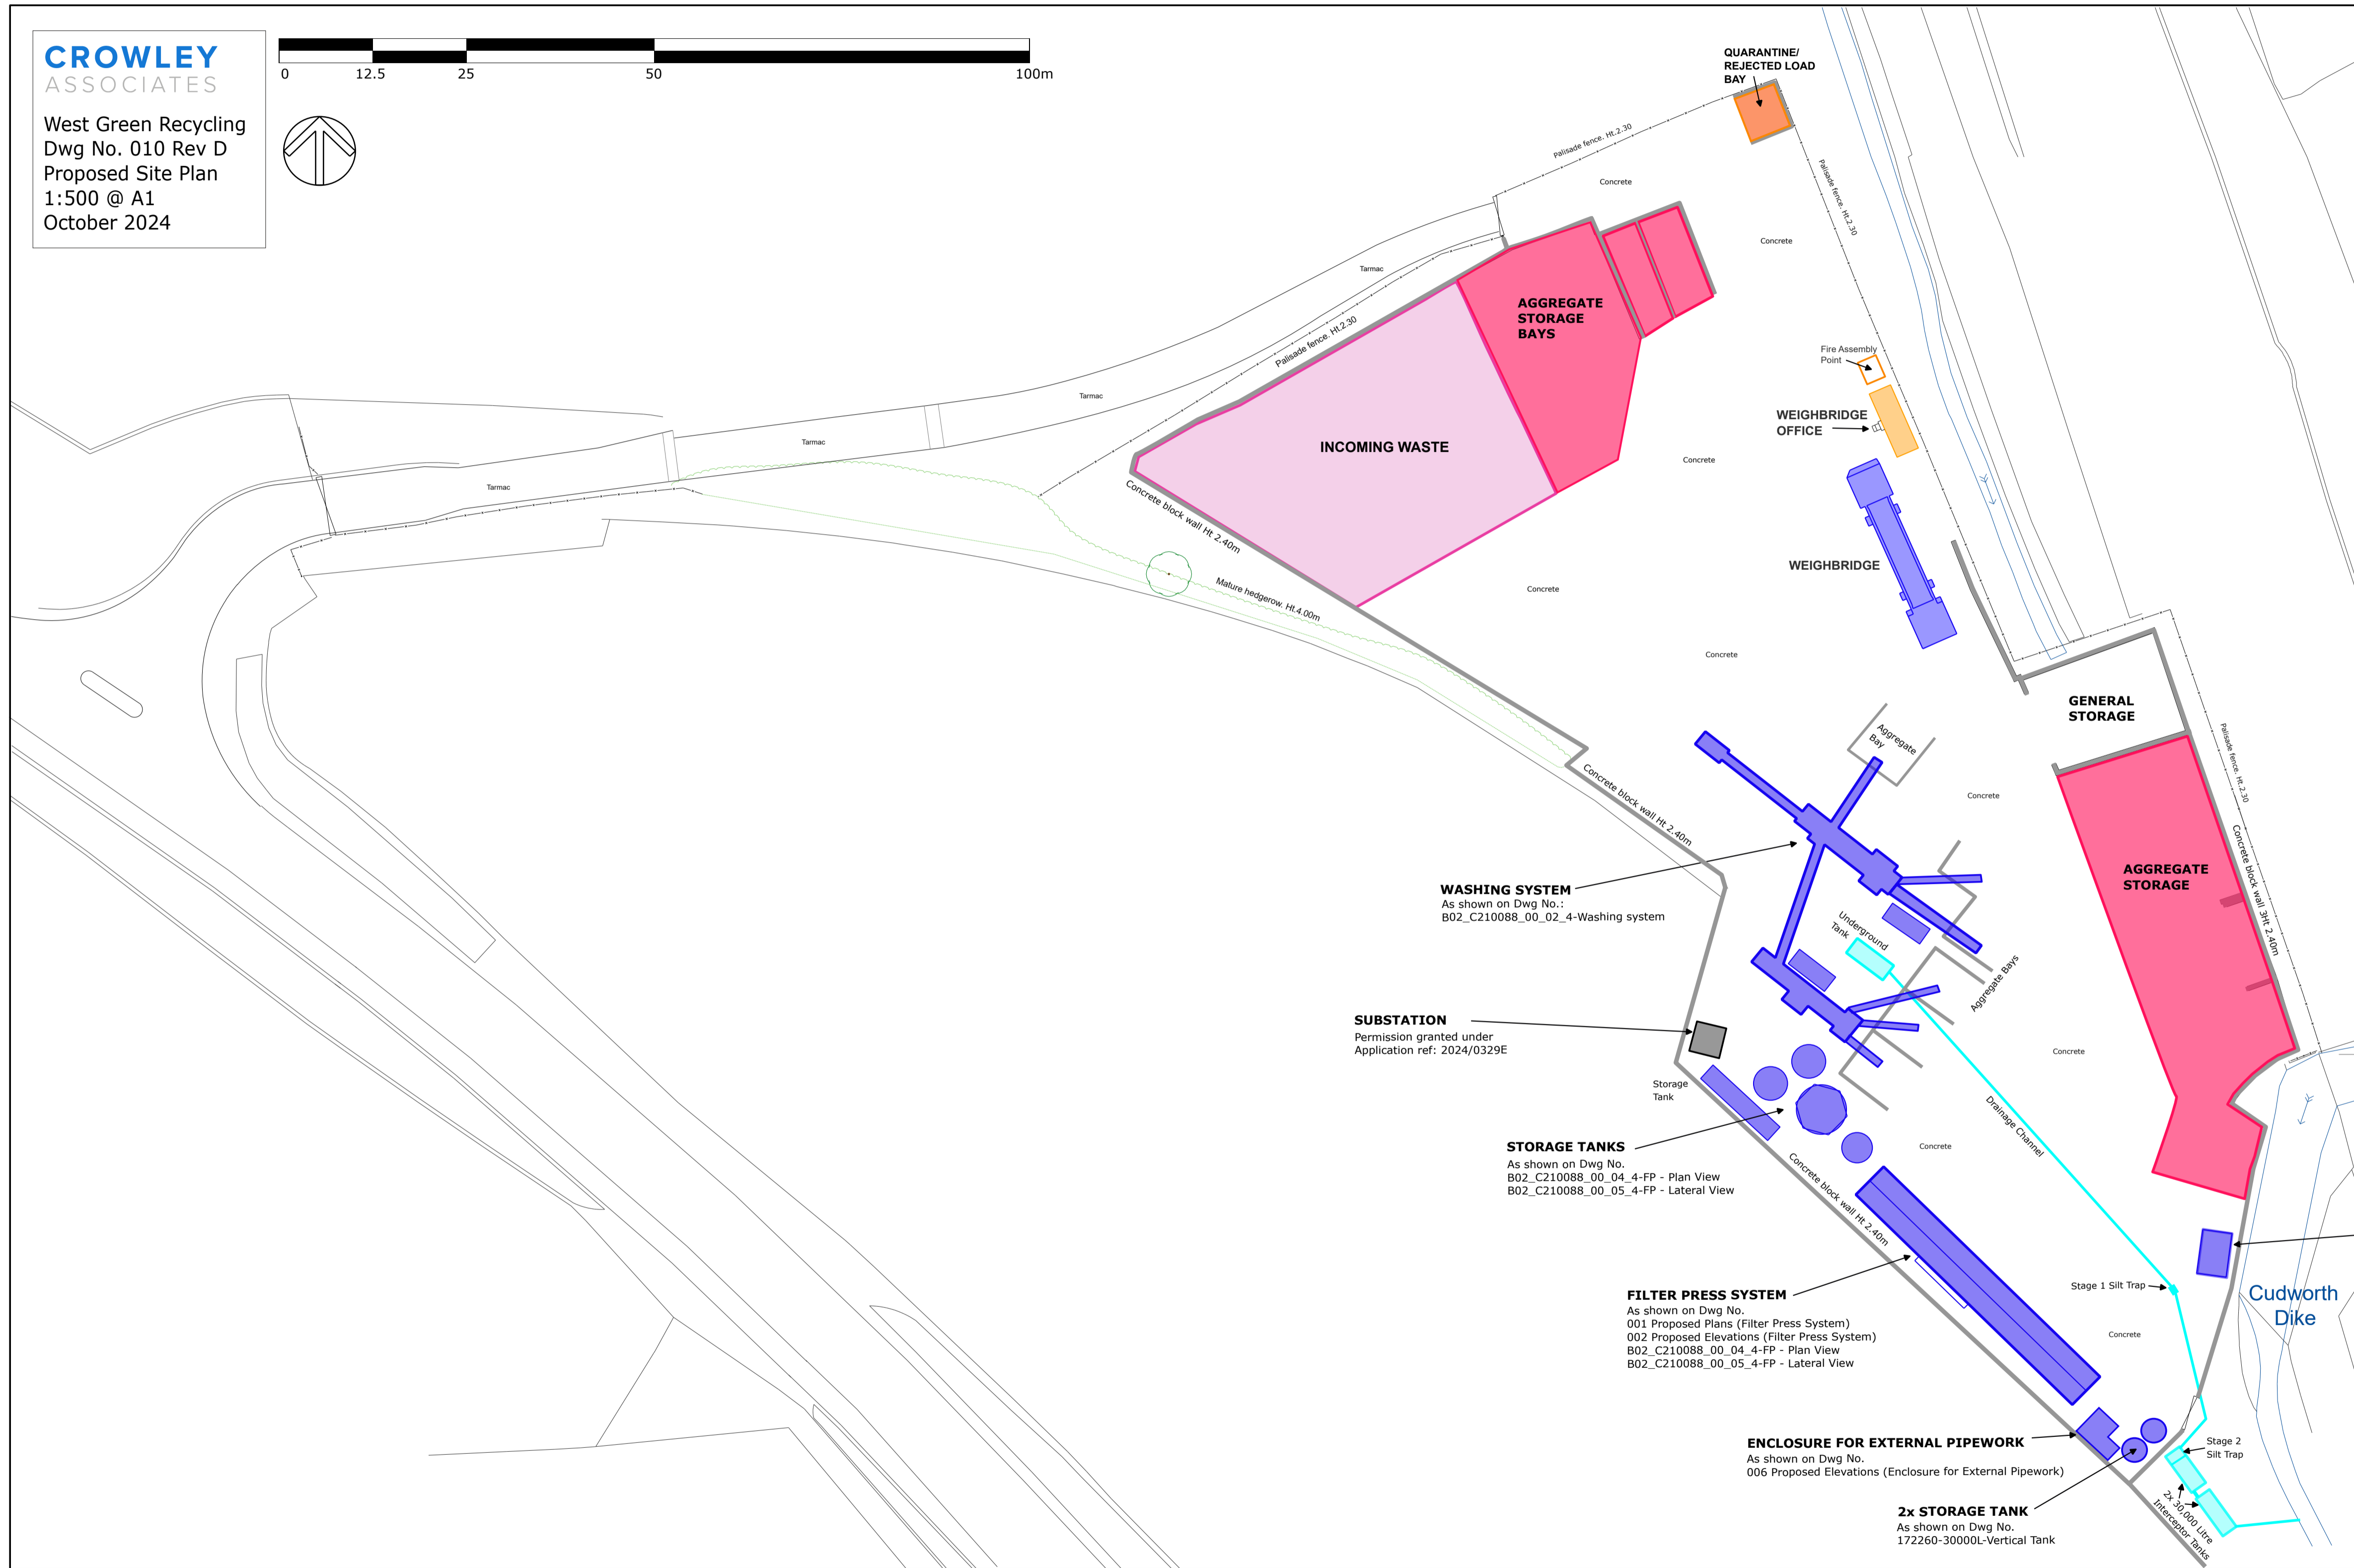 CROWLEY
ASSOCIATES
West Green Recycling
Dwg No. 010 Rev D
Proposed Site Plan
1:500 @ A1
October 2024
0 12.5 25 50 100m
QUARANTINE/
REJECTED LOAD
BAY
Palisade fence. Ht.2.30
Palisade fence. Ht.2.30
Concrete
Concrete
Tarmac
Palisade fence. Ht.2.30
AGGREGATE
STORAGE
BAYS
Fire Assembly
Point
Tarmac
WEIGHBRIDGE
OFFICE
Tarmac
INCOMING WASTE
Concrete
Tarmac
Concrete block wall Ht 2.40m
WEIGHBRIDGE
Concrete
Mature hedgerow. Ht.4.00m
Concrete
GENERAL
STORAGE
Aggregate
Bay
Palisade fence. Ht.2.30
Concrete block wall Ht 2.40m
Concrete
AGGREGATE
STORAGE
Concrete block wall 3Ht 2.40m
WASHING SYSTEM
As shown on Dwg No.:
B02_C210088_00_02_4-Washing system
Underground
Tank
Aggregate Bays
SUBSTATION
Permission granted under
Application ref: 2024/0329E
Concrete
Storage
Tank
Drainage Channel
STORAGE TANKS
As shown on Dwg No.
B02_C210088_00_04_4-FP - Plan View
B02_C210088_00_05_4-FP - Lateral View
Concrete
Concrete block wall Ht 2.40m
Stage 1 Silt Trap
Cudworth
Dike
FILTER PRESS SYSTEM
As shown on Dwg No.
001 Proposed Plans (Filter Press System)
002 Proposed Elevations (Filter Press System)
B02_C210088_00_04_4-FP - Plan View
B02_C210088_00_05_4-FP - Lateral View
Concrete
ENCLOSURE FOR EXTERNAL PIPEWORK
As shown on Dwg No.
006 Proposed Elevations (Enclosure for External Pipework)
Stage 2
Silt Trap
2x 30,000 Litre
Interceptor Tanks
2x STORAGE TANK
As shown on Dwg No.
172260-30000L-Vertical Tank